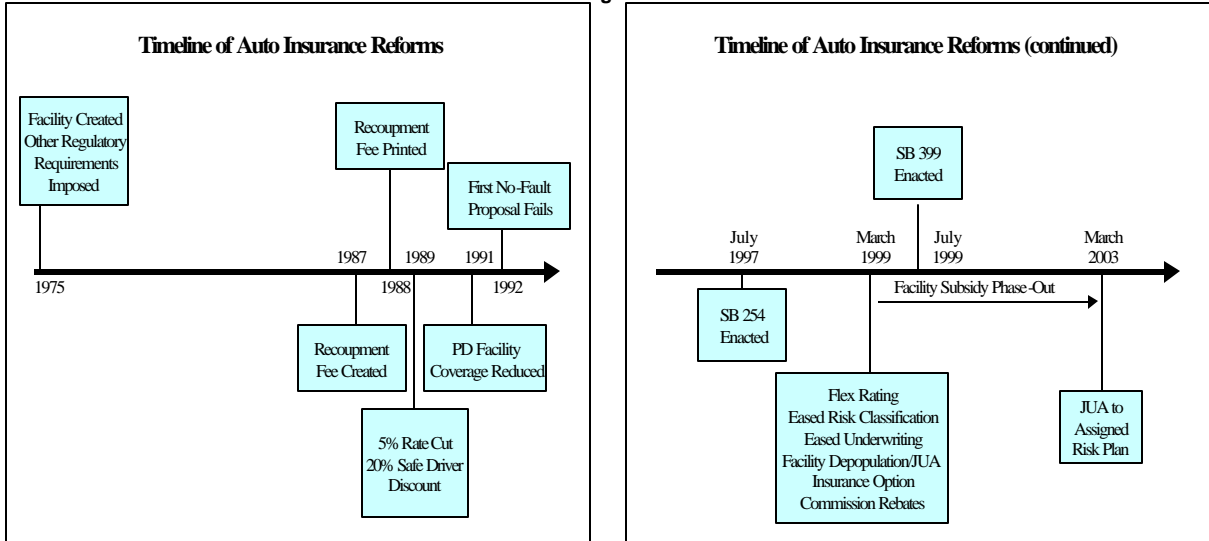 Timeline of Auto Insurance Reforms
Facility Created
Other Regulatory
Requirements
Imposed
Recoupment
Fee Printed
First No-Fault
Proposal Fails
1987
1989
1991
1975
1988
1992
Recoupment
Fee Created
PD Facility
Coverage Reduced
5% Rate Cut
20% Safe Driver
Discount
Timeline of Auto Insurance Reforms (continued)
SB 399
Enacted
July
1997
March
1999
July
1999
March
2003
Facility Subsidy Phase-Out
SB 254
Enacted
Flex Rating
Eased Risk Classification
Eased Underwriting
Facility Depopulation/JUA
Insurance Option
Commission Rebates
JUA to
Assigned
Risk Plan